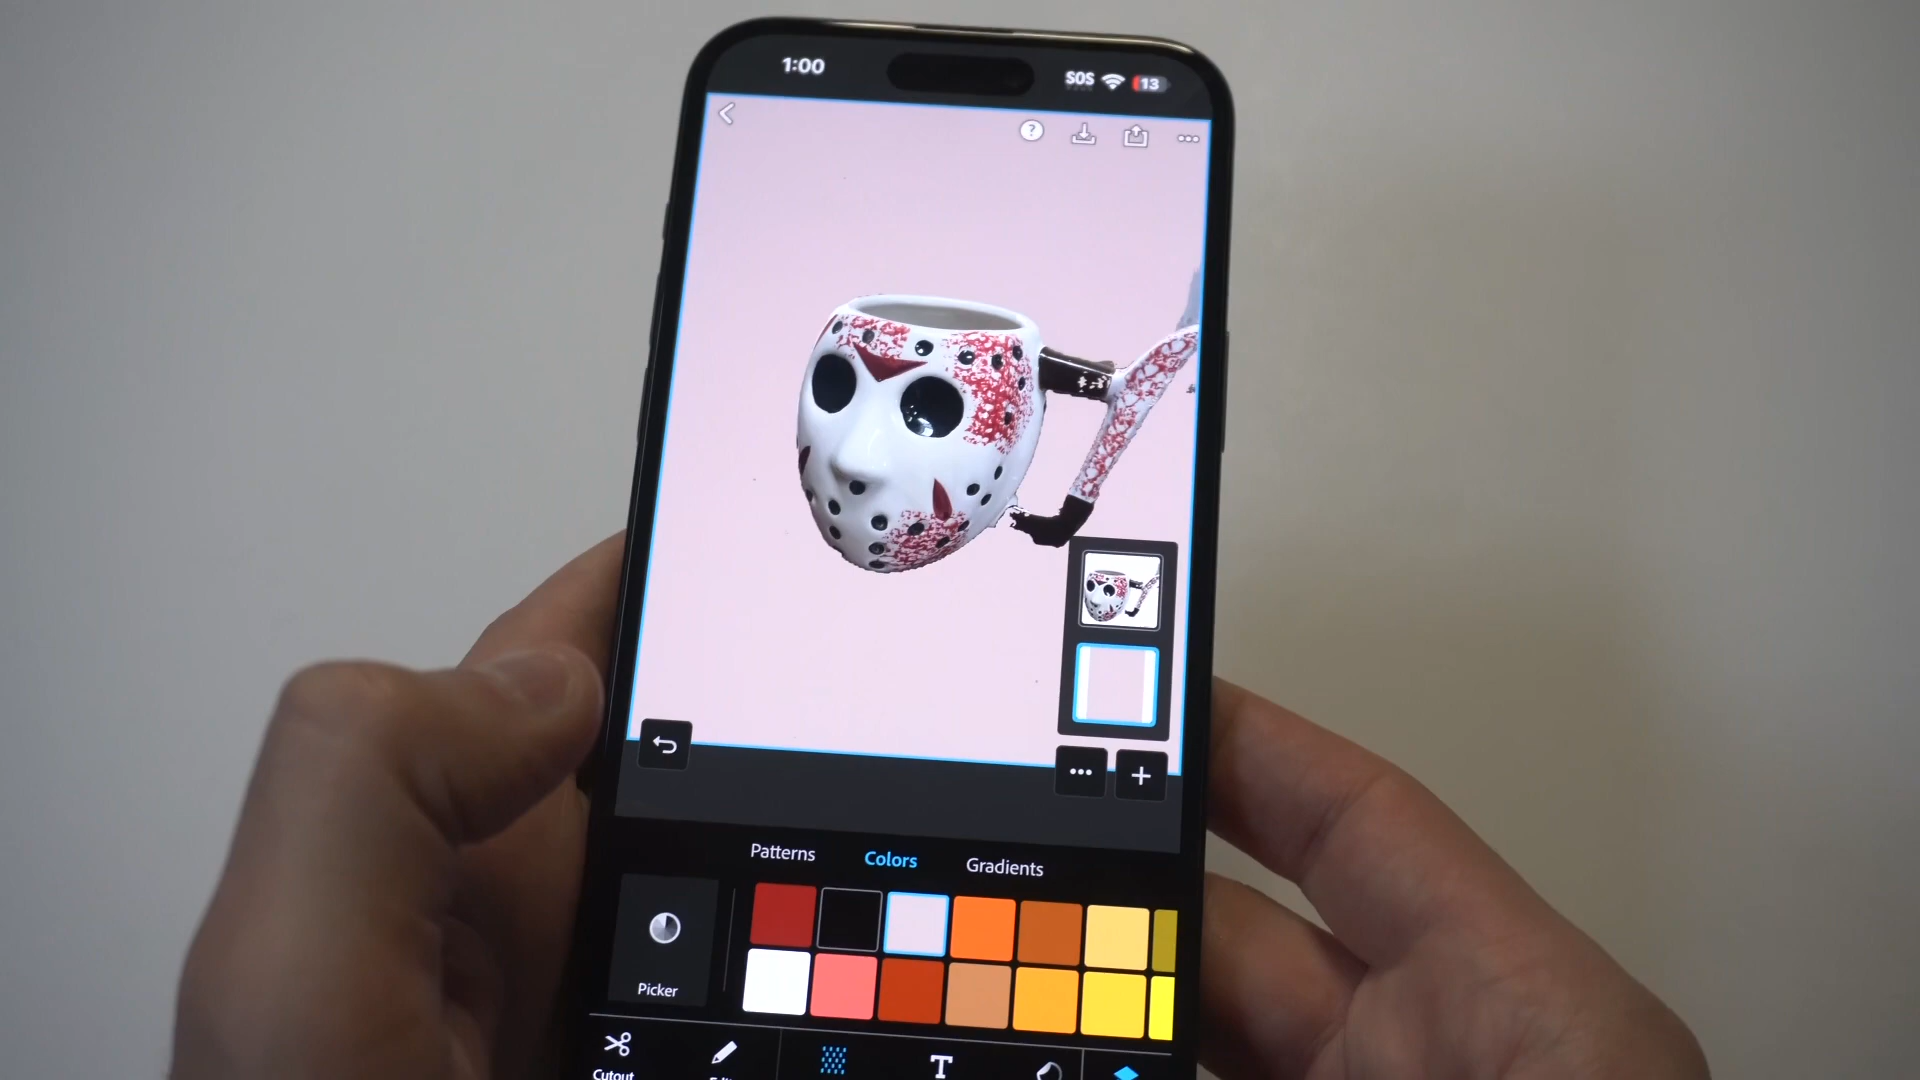 1:00 SOS 13
?
Patterns Colors Gradients
Picker
T
Cutout